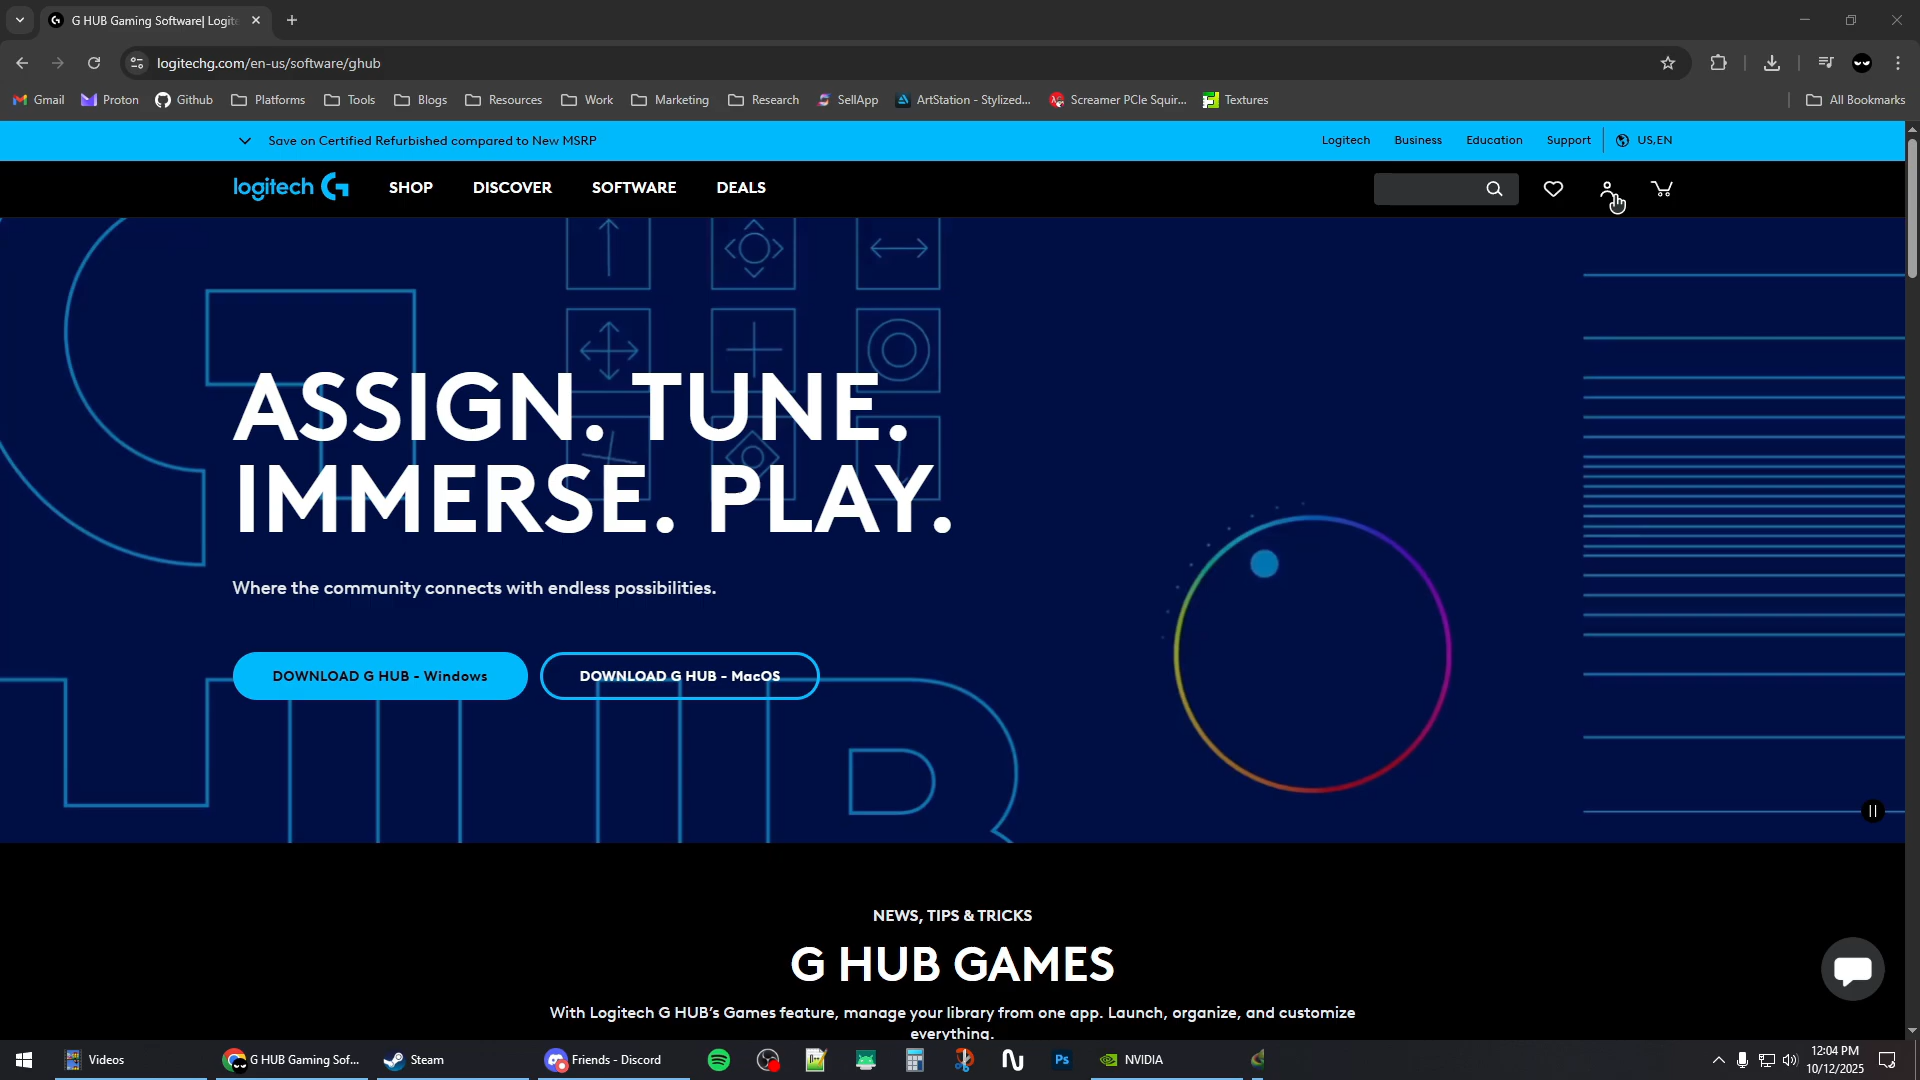 G HUB Gaming Software| Logite
logitechg.com/en-us/software/ghub
Gmail Proton Github Platforms Tools Blogs Resources Work Marketing Research SellApp ArtStation - Stylized... Screamer PCIe Squir... Textures All Bookmarks
Save on Certified Refurbished compared to New MSRP Logitech Business Education Support US,EN
logitech G SHOP DISCOVER SOFTWARE DEALS
ASSIGN. TUNE.
IMMERSE. PLAY.
Where the community connects with endless possibilities.
DOWNLOAD G HUB - Windows DOWNLOAD G HUB - MacOS
NEWS, TIPS & TRICKS
G HUB GAMES
With Logitech G HUB's Games feature, manage your library from one app. Launch, organize, and customize
everything.
Videos G HUB Gaming Sof... Steam Friends - Discord Ps NVIDIA 12:04 PM
10/12/2025